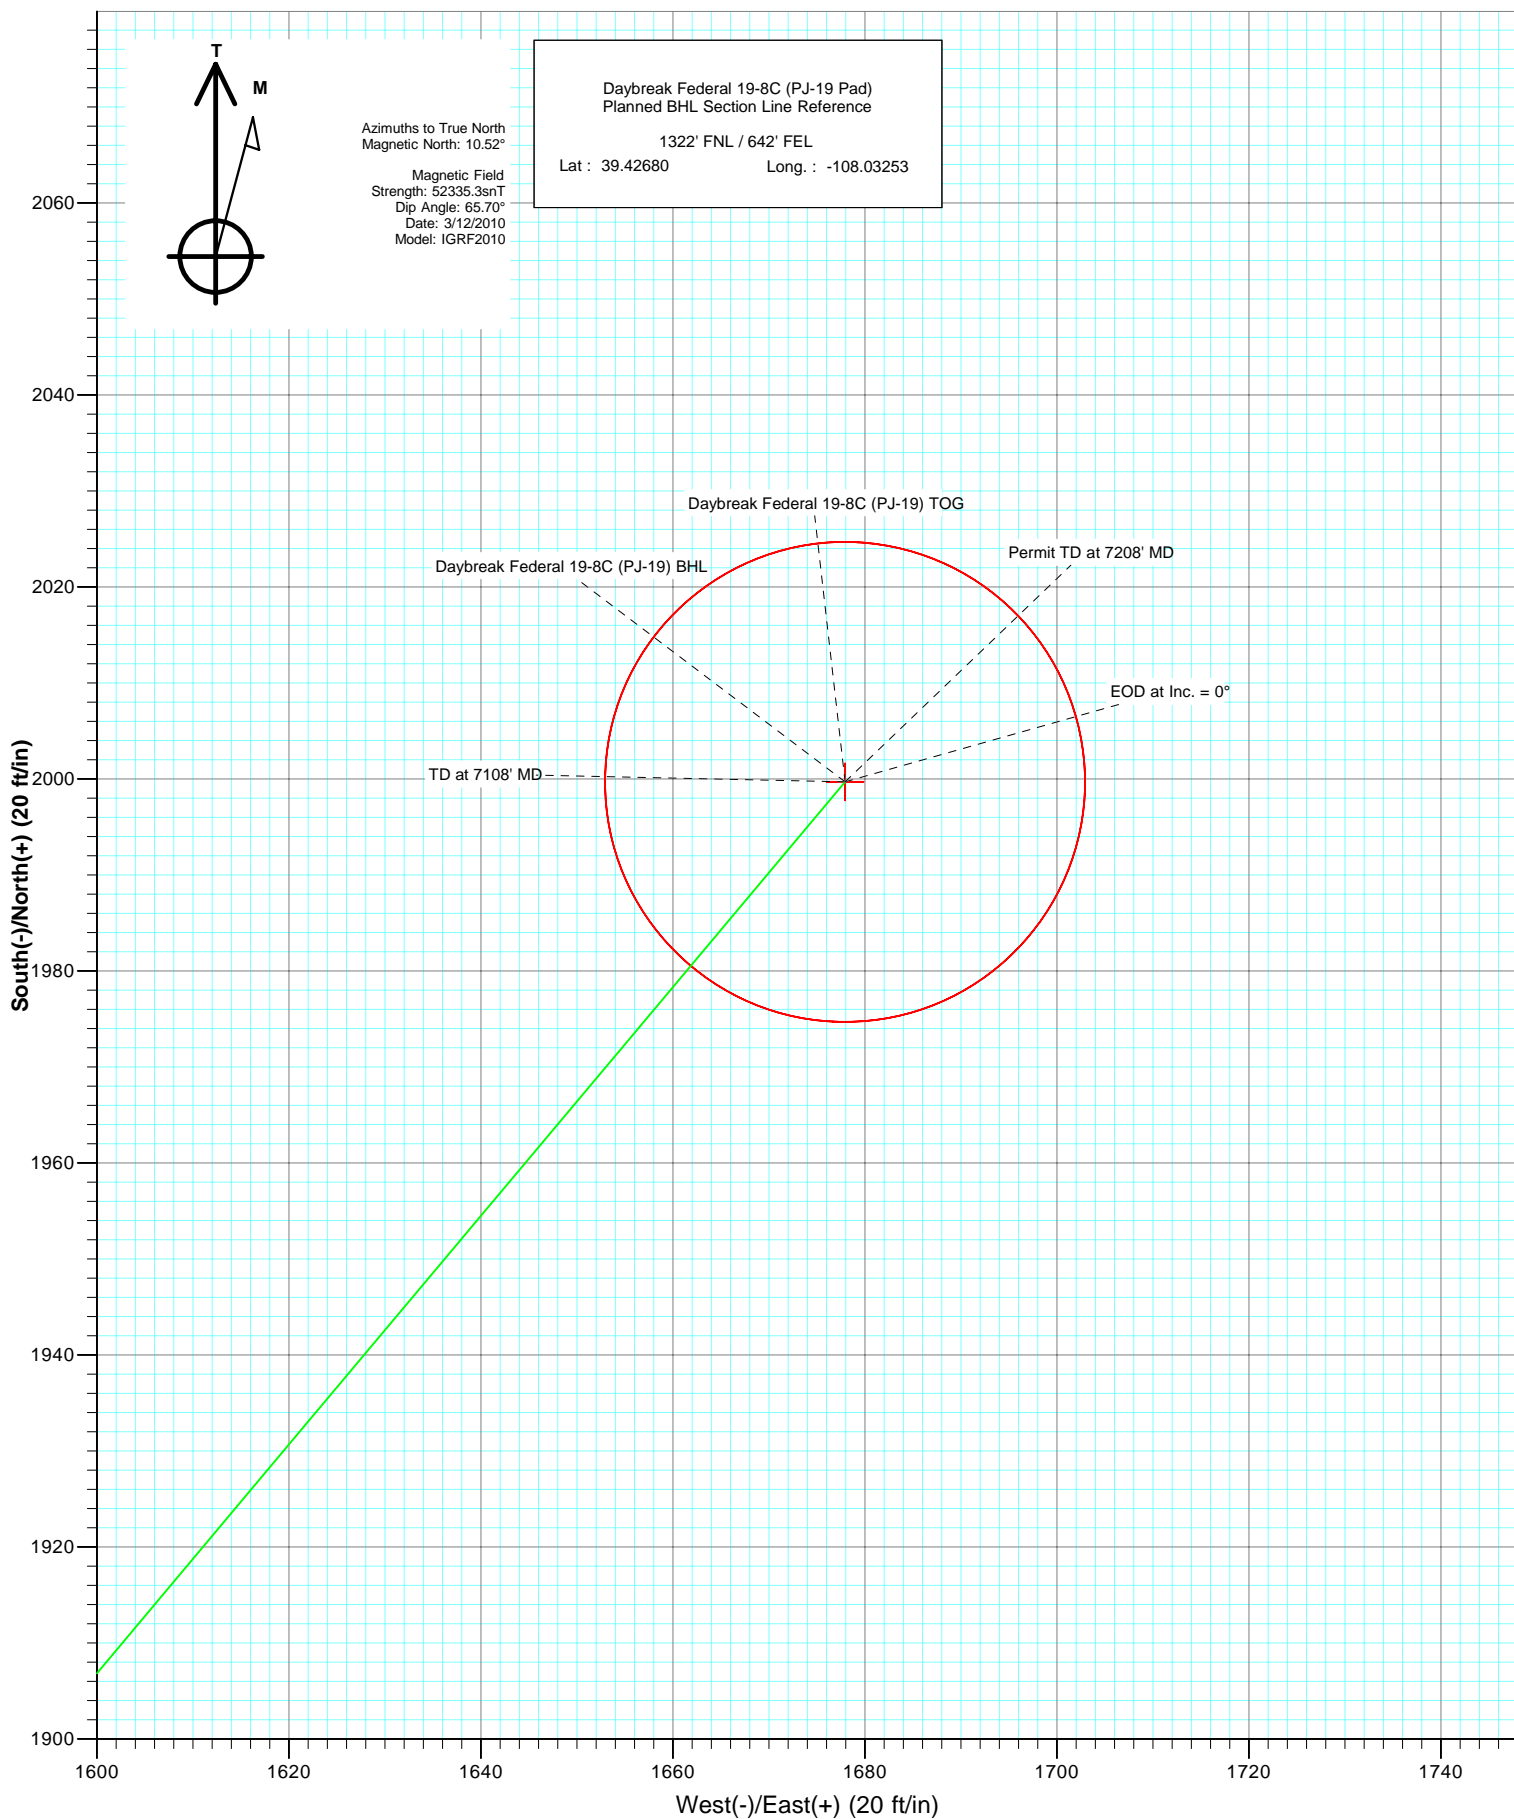 T
M
Azimuths to True North
Magnetic North: 10.52°
Magnetic Field
Strength: 52335.3snT
Dip Angle: 65.70°
Date: 3/12/2010
Model: IGRF2010
Daybreak Federal 19-8C (PJ-19 Pad)
Planned BHL Section Line Reference
1322' FNL / 642' FEL
Lat : 39.42680 Long. : -108.03253
Daybreak Federal 19-8C (PJ-19) TOG
Permit TD at 7208' MD
Daybreak Federal 19-8C (PJ-19) BHL
EOD at Inc. = 0°
TD at 7108' MD
South(-)/North(+) (20 ft/in)
2060
2040
2020
2000
1980
1960
1940
1920
1900
1600 1620 1640 1660 1680 1700 1720 1740
West(-)/East(+) (20 ft/in)